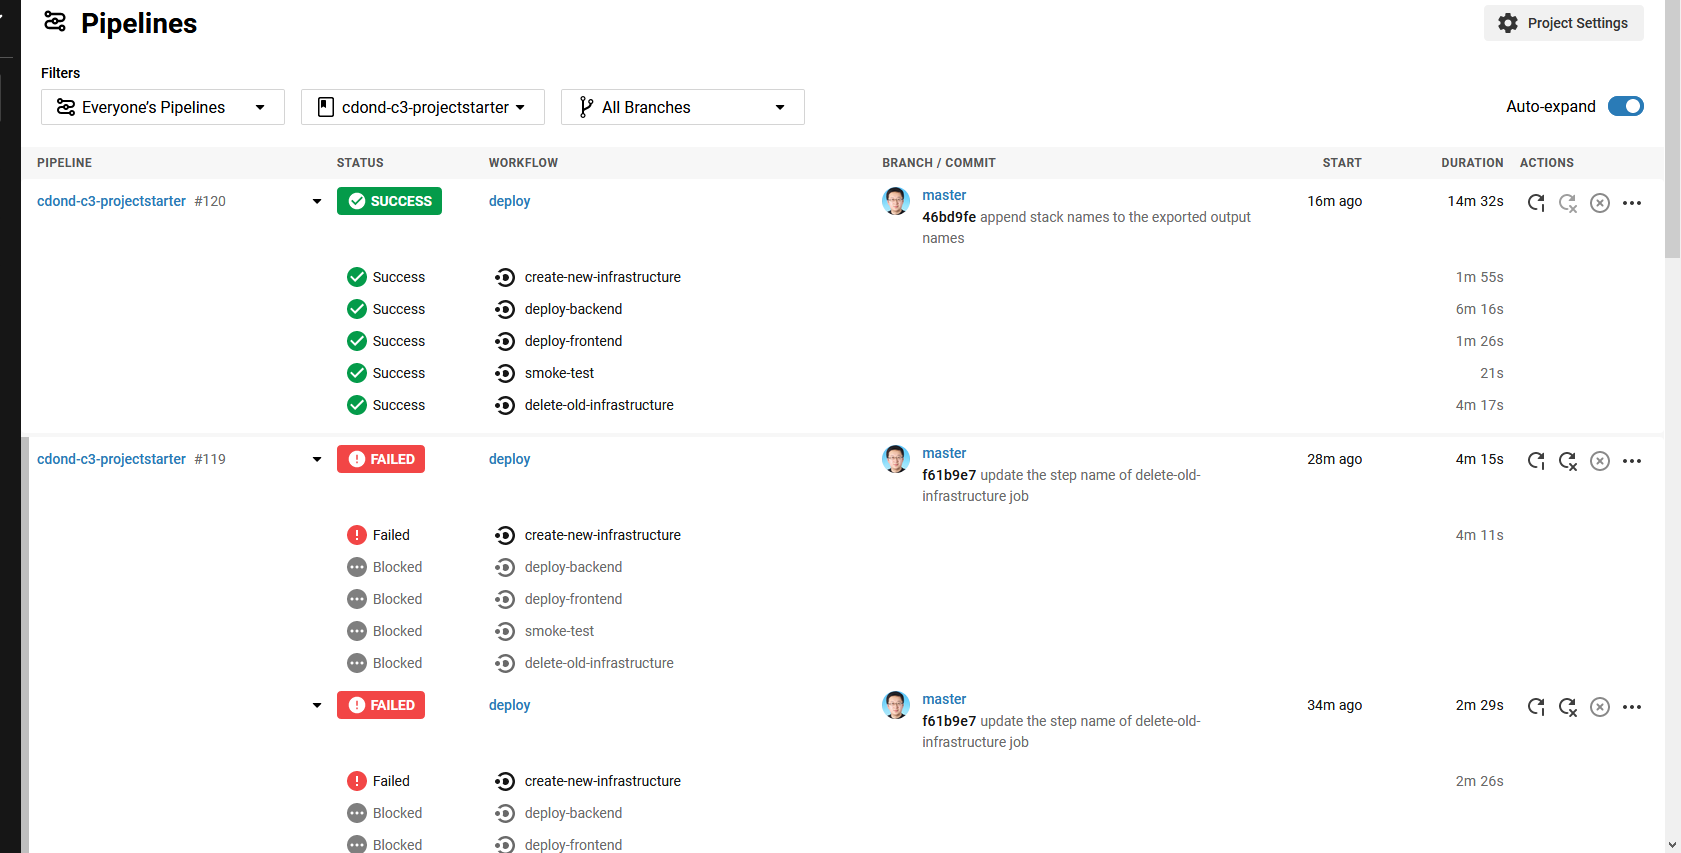 Pipelines
Project Settings
Filters
Everyone's Pipelines
cdond-c3-projectstarter
All Branches
Auto-expand
PIPELINE STATUS WORKFLOW BRANCH / COMMIT START DURATION ACTIONS
cdond-c3-projectstarter #120 SUCCESS deploy master 16m ago 14m 32s
46bd9fe append stack names to the exported output
names
Success create-new-infrastructure 1m 55s
Success deploy-backend 6m 16s
Success deploy-frontend 1m 26s
Success smoke-test 21s
Success delete-old-infrastructure 4m 17s
cdond-c3-projectstarter #119 FAILED deploy master 28m ago 4m 15s
f61b9e7 update the step name of delete-old-
infrastructure job
Failed create-new-infrastructure 4m 11s
Blocked deploy-backend
Blocked deploy-frontend
Blocked smoke-test
Blocked delete-old-infrastructure
FAILED deploy master 34m ago 2m 29s
f61b9e7 update the step name of delete-old-
infrastructure job
Failed create-new-infrastructure 2m 26s
Blocked deploy-backend
Blocked deploy-frontend